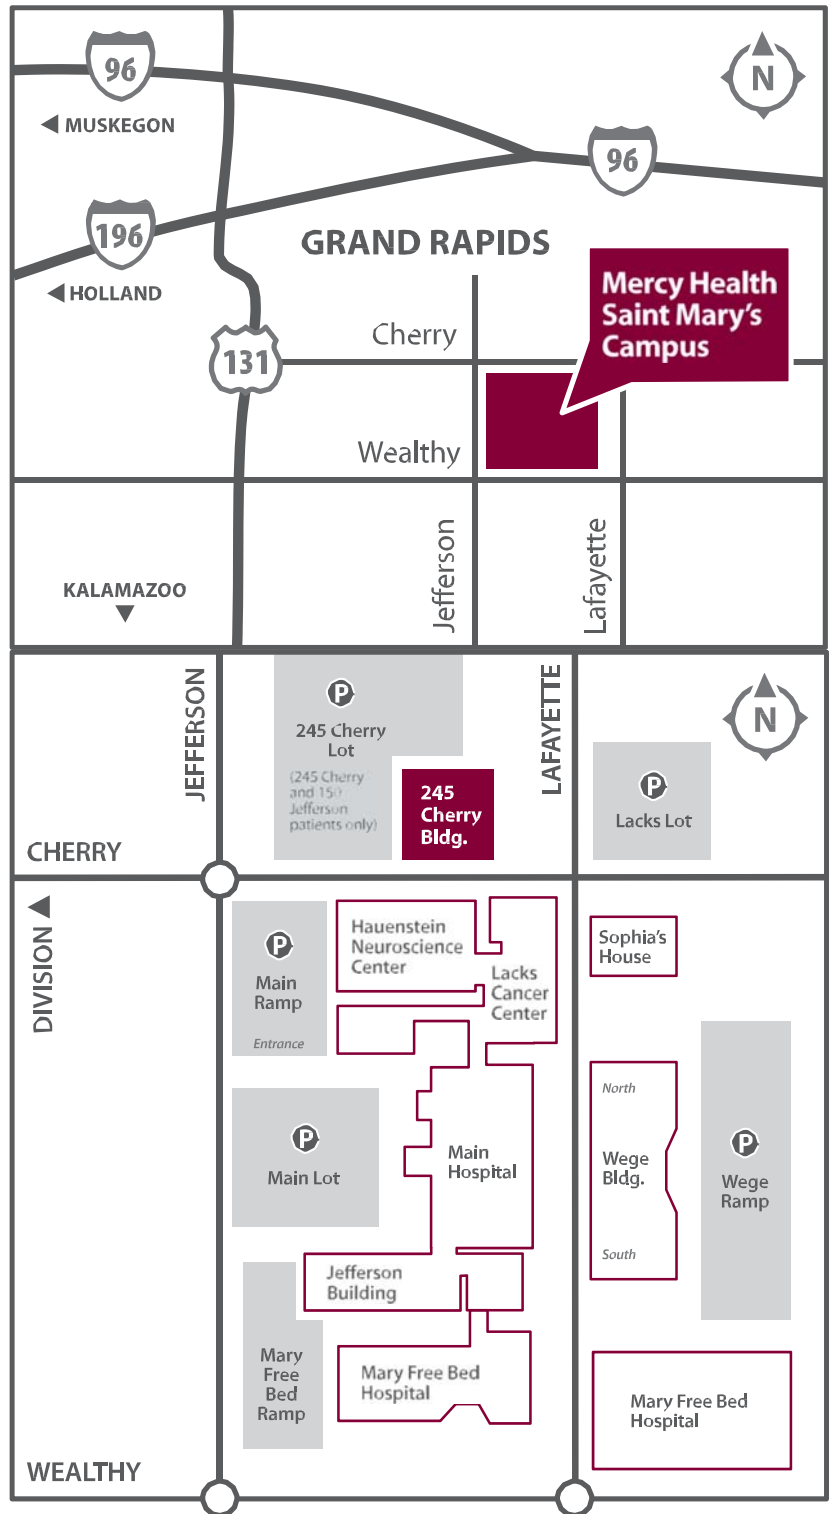 96
N
MUSKEGON
96
196
GRAND RAPIDS
HOLLAND
Mercy Health
Saint Mary's
Campus
Cherry
131
Wealthy
Jefferson
Lafayette
KALAMAZOO
JEFFERSON
LAFAYETTE
P
N
245 Cherry
Lot
(245 Cherry
and 150
Jefferson
patients only)
245
Cherry
Bldg.
P
Lacks Lot
CHERRY
DIVISION
P
Main
Ramp
Entrance
Hauenstein
Neuroscience
Center
Lacks
Cancer
Center
Sophia's
House
P
Main Lot
Main
Hospital
North
Wege
Bldg.
South
P
Wege
Ramp
Jefferson
Building
Mary
Free
Bed
Ramp
Mary Free Bed
Hospital
Mary Free Bed
Hospital
WEALTHY